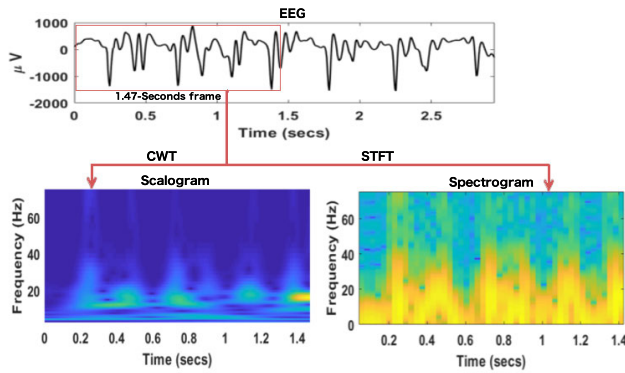 EEG
1000
0
-1000
-2000
μV
0 0.5 1 1.5 2 2.5
1.47-Seconds frame
Time (secs)
CWT STFT
Scalogram Spectrogram
Frequency (Hz)
60
40
20
0 0.2 0.4 0.6 0.8 1 1.2 1.4
Time (secs)
Frequency (Hz)
60
40
20
0
0.2 0.4 0.6 0.8 1 1.2 1.4
Time (secs)